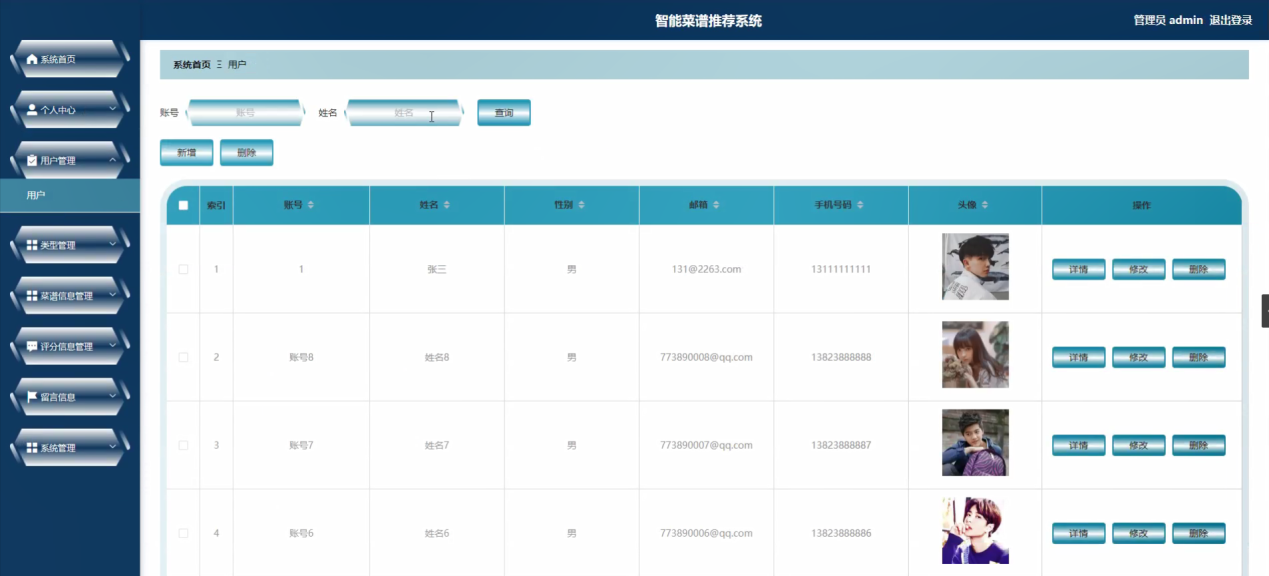 智能菜谱推荐系统
管理员 admin 退出登录
系统首页
个人中心
用户管理
用户
类型管理
菜谱信息管理
评分信息管理
留言信息
系统管理
系统首页 Ξ 用户
账号 账号 姓名 姓名 查询
新增 删除
索引 账号 姓名 性别 邮箱 手机号码 头像 操作
1 1 张三 男 131@2263.com 13111111111 详情 修改 删除
2 账号8 姓名8 男 773890008@qq.com 13823888888 详情 修改 删除
3 账号7 姓名7 男 773890007@qq.com 13823888887 详情 修改 删除
4 账号6 姓名6 男 773890006@qq.com 13823888886 详情 修改 删除